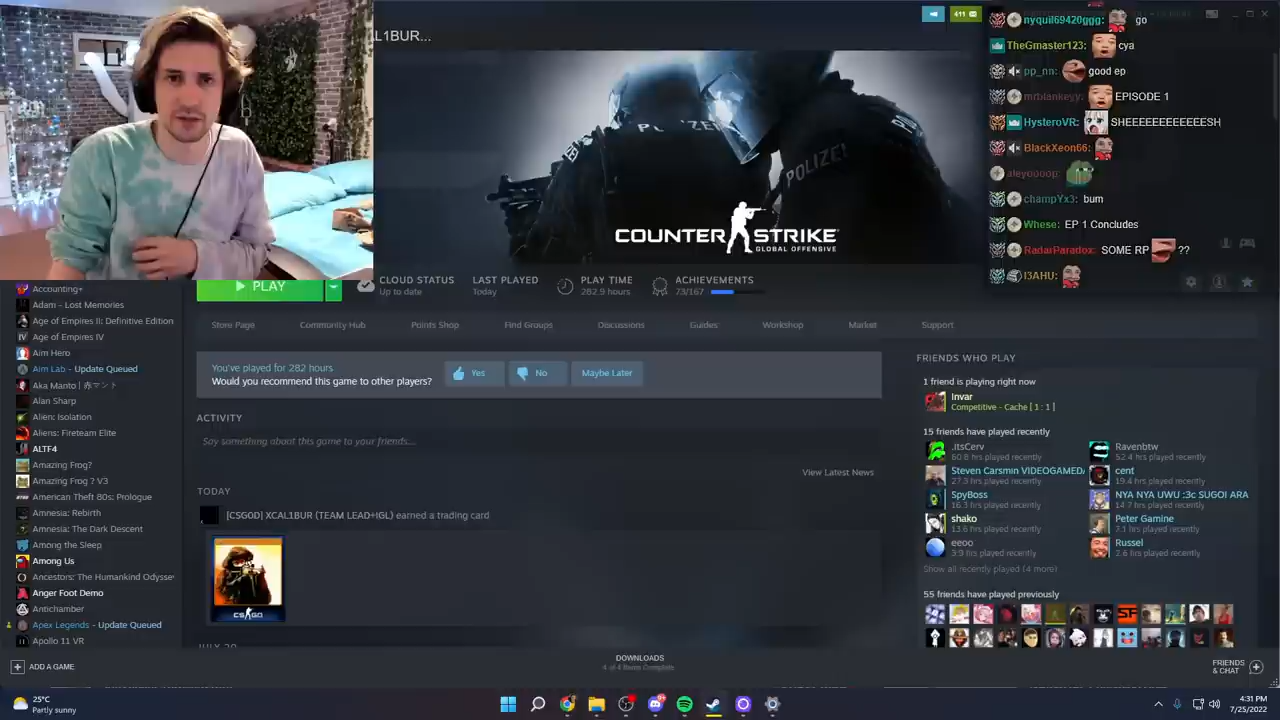 AL1BUR...
411
nyquil69420ggg: go
TheGmaster123: cya
pp_nn: good ep
mrblankeyy: EPISODE 1
HysteroVR: SHEEEEEEEEEEESH
BlackXeon66:
aleyoooop:
champYx3: bum
Whese: EP 1 Concludes
RadarParadox: SOME RP ??
I3AHU:
POLIZEI
COUNTER STRIKE
GLOBAL OFFENSIVE
PLAY
CLOUD STATUS
Up to date
LAST PLAYED
Today
PLAY TIME
282.9 hours
ACHIEVEMENTS
73/167
Store Page
Community Hub
Points Shop
Find Groups
Discussions
Guides
Workshop
Market
Support
Accounting+
Adam - Lost Memories
Age of Empires II: Definitive Edition
Age of Empires IV
Aim Hero
Aim Lab - Update Queued
Aka Manto | 赤マント
Alan Sharp
Alien: Isolation
Aliens: Fireteam Elite
ALTF4
Amazing Frog?
Amazing Frog ? V3
American Theft 80s: Prologue
Amnesia: Rebirth
Amnesia: The Dark Descent
Among the Sleep
Among Us
Ancestors: The Humankind Odysse
Anger Foot Demo
Antichamber
Apex Legends - Update Queued
Apollo 11 VR
You've played for 282 hours
Would you recommend this game to other players?
Yes
No
Maybe Later
ACTIVITY
Say something about this game to your friends...
View Latest News
TODAY
[CSGOD] XCAL1BUR (TEAM LEAD+IGL) earned a trading card
CS:GO
FRIENDS WHO PLAY
1 friend is playing right now
Invar
Competitive - Cache [ 1 : 1 ]
15 friends have played recently
.ItsCerv
60.8 hrs played recently
Ravenbtw
52.4 hrs played recently
Steven Carsmin VIDEOGAMED
27.3 hrs played recently
cent
19.4 hrs played recently
SpyBoss
16.3 hrs played recently
NYA NYA UWU :3c SUGOI ARA
14.7 hrs played recently
shako
13.6 hrs played recently
Peter Gamine
7.1 hrs played recently
eeoo
3.9 hrs played recently
Russel
2.6 hrs played recently
Show all recently played (4 more)
55 friends have played previously
ADD A GAME
DOWNLOADS
4 of 4 Items Complete
FRIENDS
& CHAT
25°C
Partly sunny
4:31 PM
7/25/2022